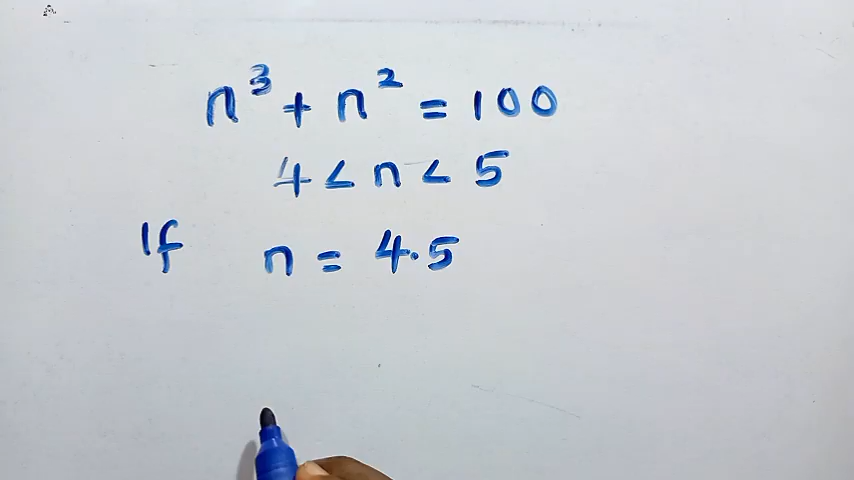 n³ + n² = 100
4 < n < 5
If n = 4.5